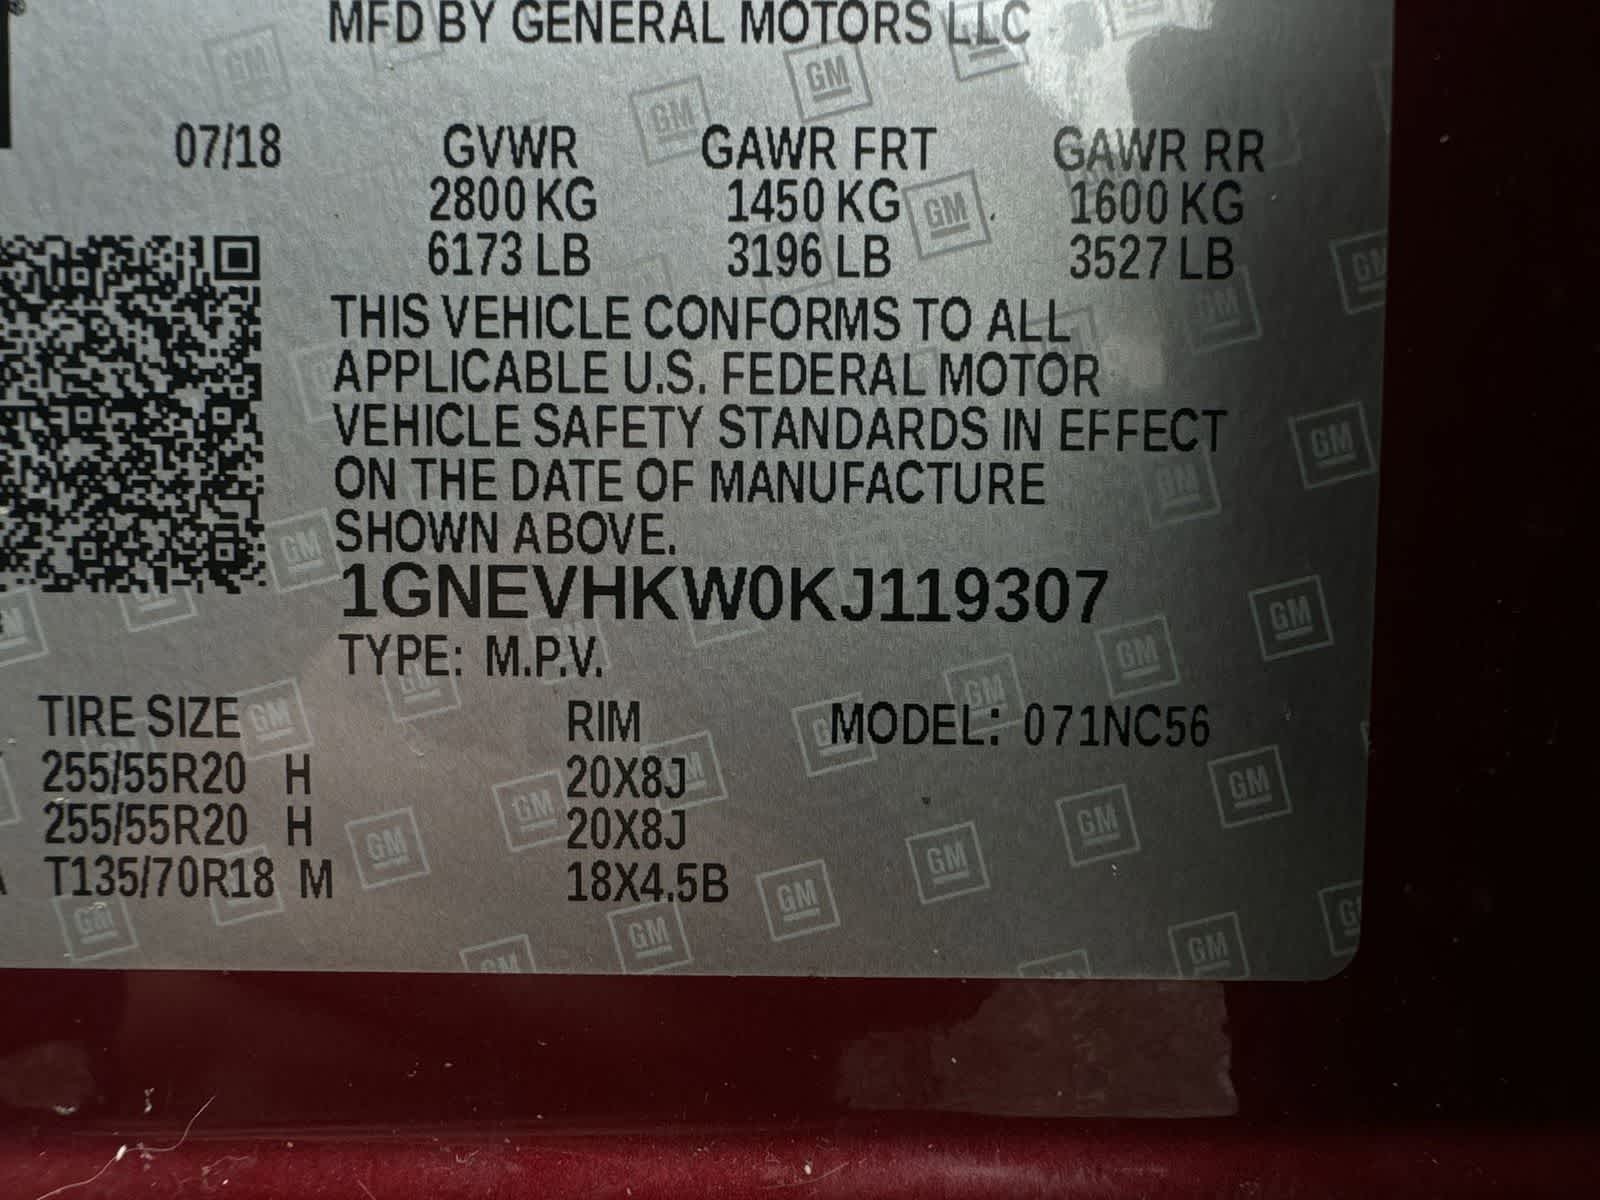 MFD BY GENERAL MOTORS LLC
07/18 GVWR GAWR FRT GAWR RR
2800 KG 1450 KG 1600 KG
6173 LB 3196 LB 3527 LB
THIS VEHICLE CONFORMS TO ALL
APPLICABLE U.S. FEDERAL MOTOR
VEHICLE SAFETY STANDARDS IN EFFECT
ON THE DATE OF MANUFACTURE
SHOWN ABOVE.
1GNEVHKW0KJ119307
TYPE: M.P.V.
TIRE SIZE RIM MODEL: 071NC56
255/55R20 H 20X8J
255/55R20 H 20X8J
T135/70R18 M 18X4.5B